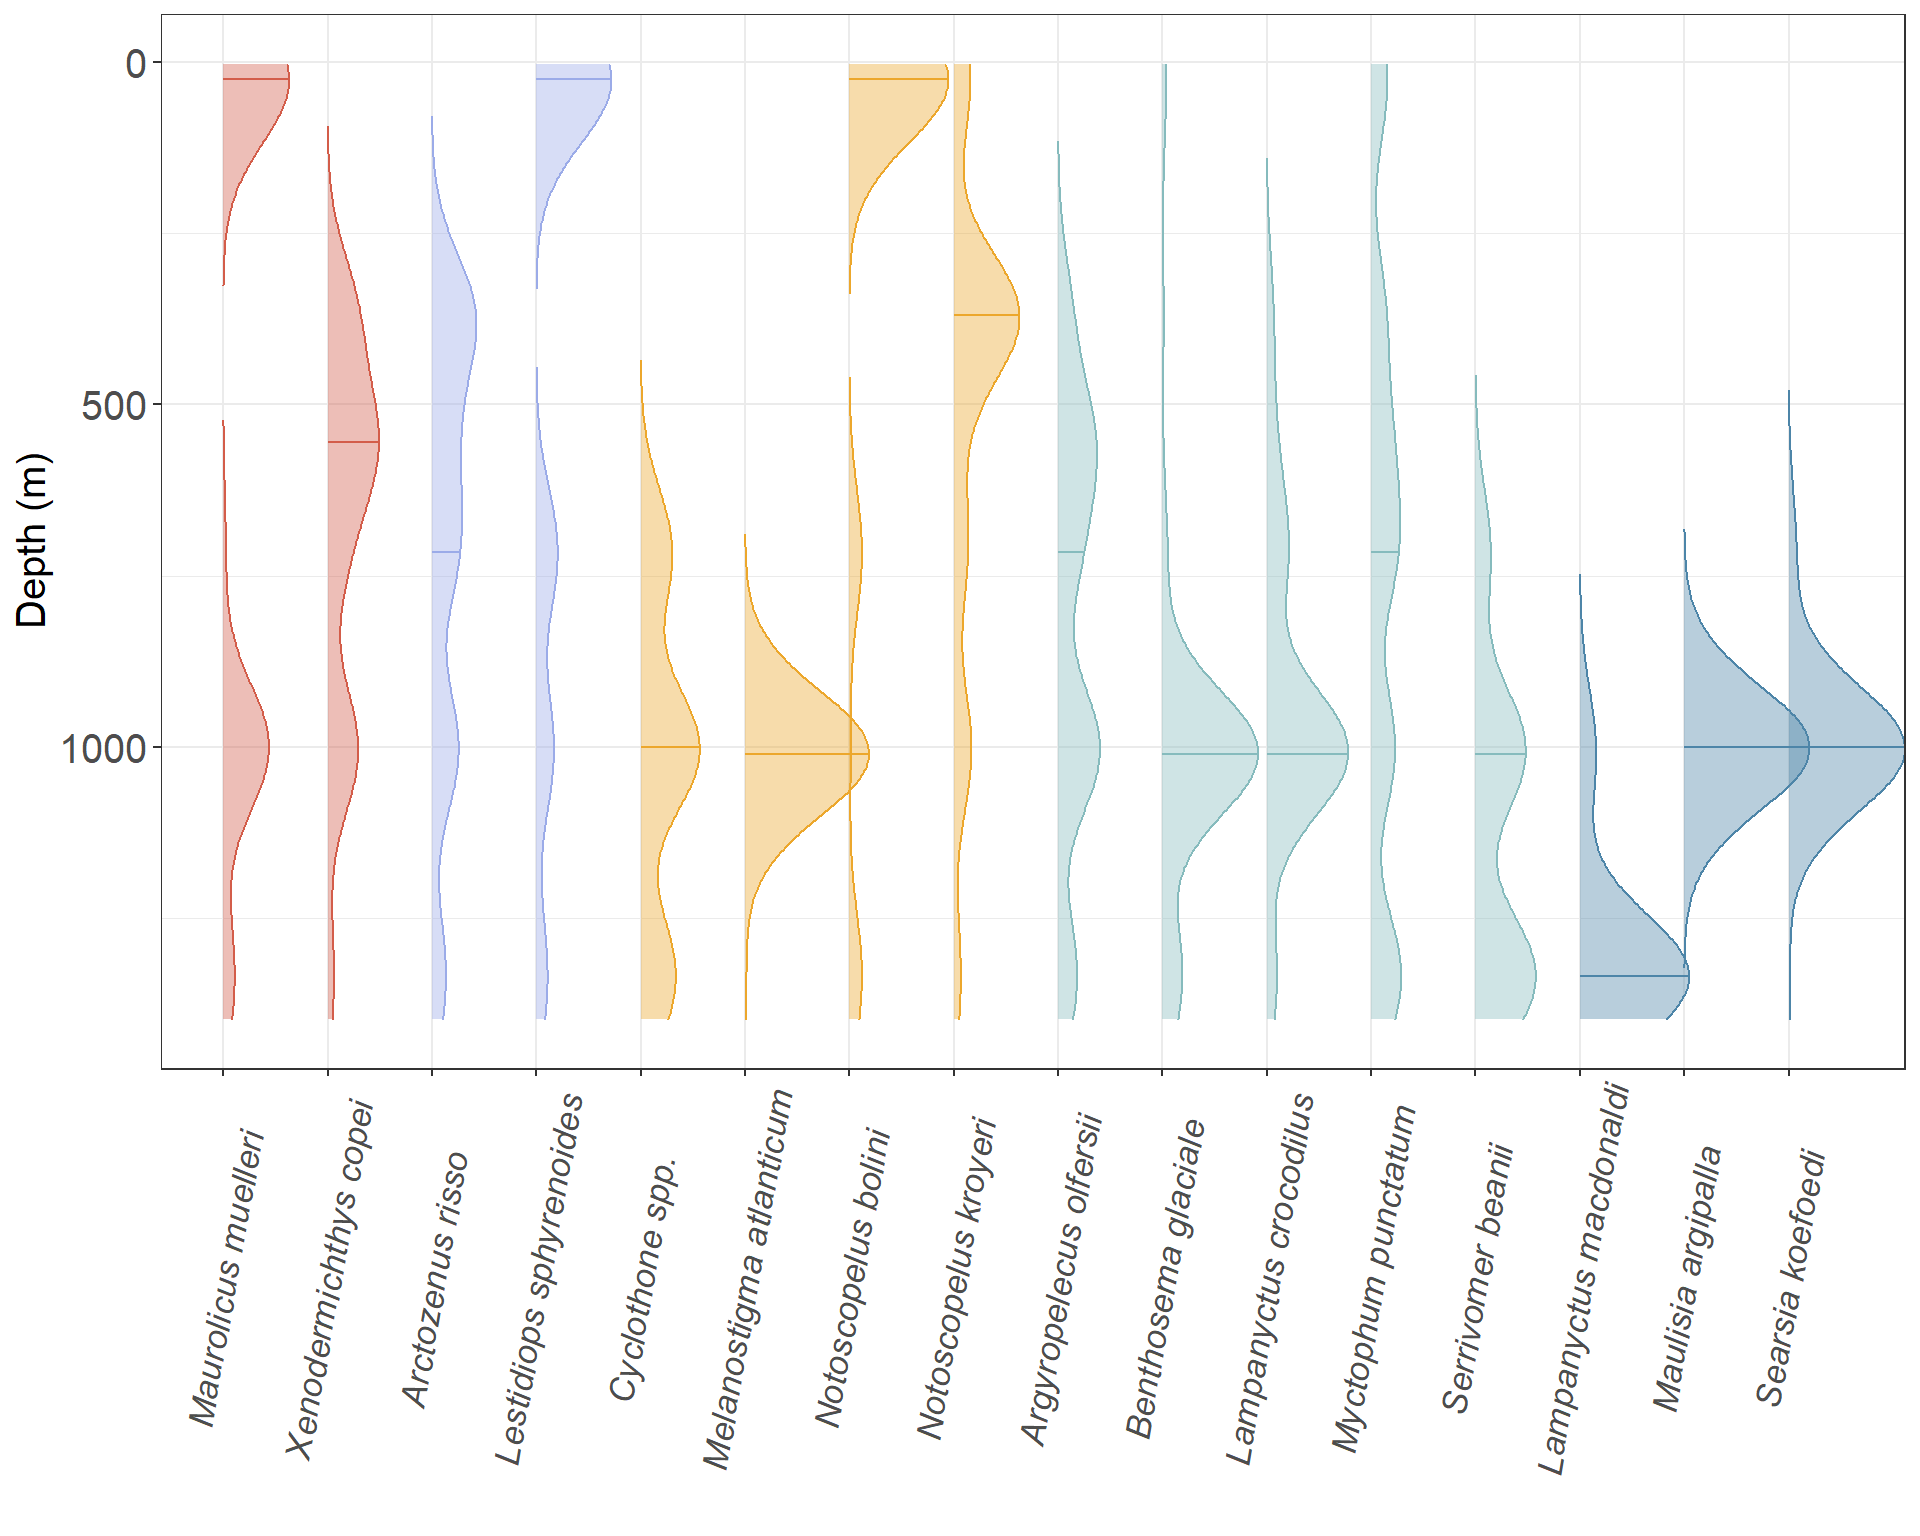 0
500
1000
Depth (m)
Maurolicus muelleri
Xenodermichthys copei
Arctozenus risso
Lestidiops sphyrenoides
Cyclothone spp.
Melanostigma atlanticum
Notoscopelus bolini
Notoscopelus kroyeri
Argyropelecus olfersii
Benthosema glaciale
Lampanyctus crocodilus
Myctophum punctatum
Serrivomer beanii
Lampanyctus macdonaldi
Maulisia argipalla
Searsia koefoedi